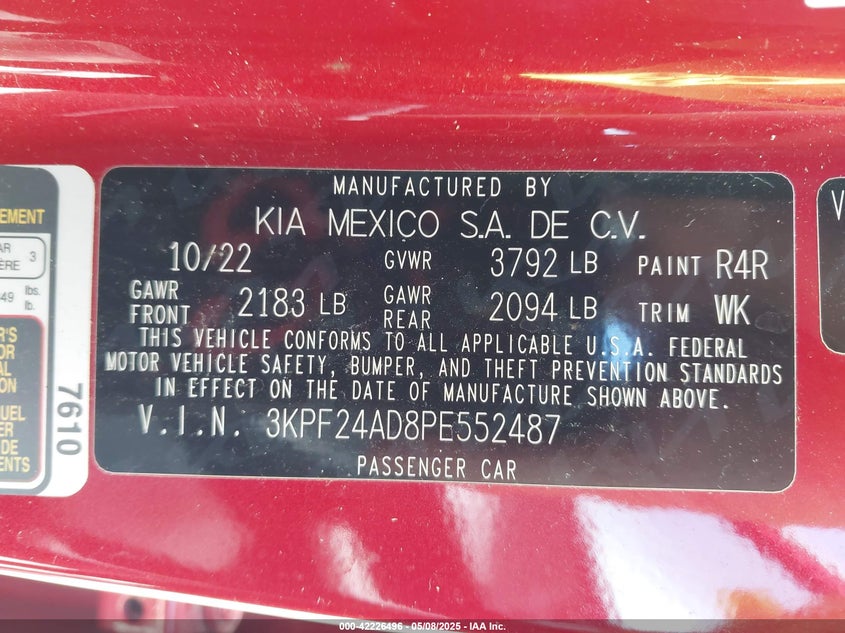 MANUFACTURED BY
KIA MEXICO S.A. DE C.V.
10/22 GVWR 3792 LB PAINT R4R
GAWR FRONT 2183 LB GAWR REAR 2094 LB TRIM WK
THIS VEHICLE CONFORMS TO ALL APPLICABLE U.S.A. FEDERAL
MOTOR VEHICLE SAFETY, BUMPER, AND THEFT PREVENTION STANDARDS
IN EFFECT ON THE DATE OF MANUFACTURE SHOWN ABOVE.
V.I.N. 3KPF24AD8PE552487
PASSENGER CAR
3
lbs.
lb.
7610
000-42226496 - 05/08/2025 - IAA Inc.